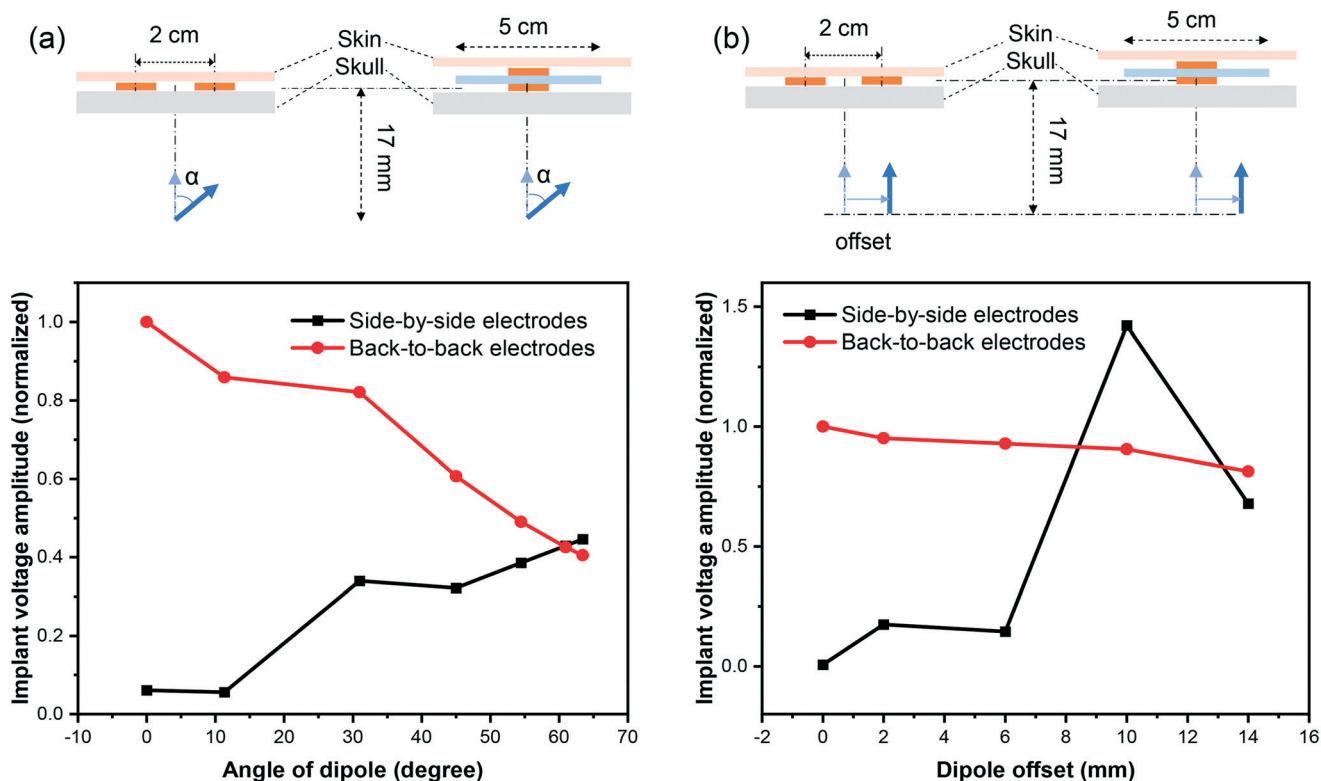 (a)
2 cm
Skin
Skull
5 cm
17 mm
α
α
Implant voltage amplitude (normalized)
1.0
0.8
0.6
0.4
0.2
0.0
Side-by-side electrodes
Back-to-back electrodes
-10 0 10 20 30 40 50 60 70
Angle of dipole (degree)
(b)
2 cm
Skin
Skull
5 cm
17 mm
offset
Implant voltage amplitude (normalized)
1.5
1.0
0.5
0.0
Side-by-side electrodes
Back-to-back electrodes
-2 0 2 4 6 8 10 12 14 16
Dipole offset (mm)